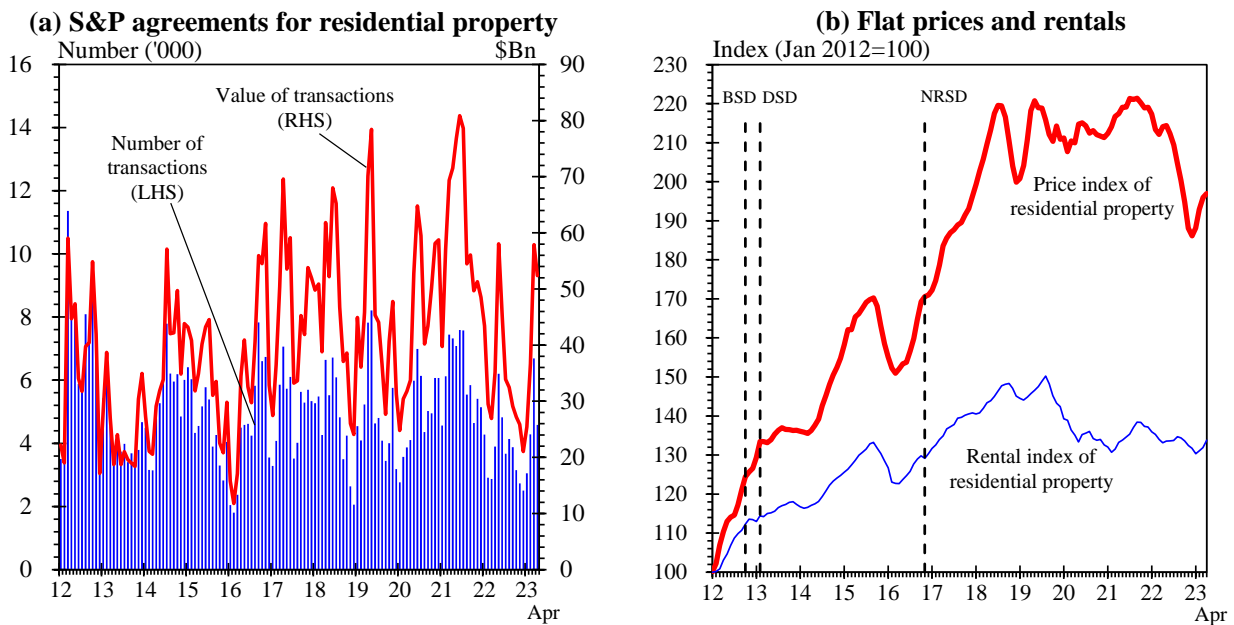 (a) S&P agreements for residential property
Number ('000)
$Bn
16
14
12
10
8
6
4
2
0
90
80
70
60
50
40
30
20
10
0
Value of transactions
(RHS)
Number of
transactions
(LHS)
12 13 14 15 16 17 18 19 20 21 22 23
Apr
(b) Flat prices and rentals
Index (Jan 2012=100)
230
220
210
200
190
180
170
160
150
140
130
120
110
100
BSD DSD
NRSD
Price index of
residential property
Rental index of
residential property
12 13 14 15 16 17 18 19 20 21 22 23
Apr